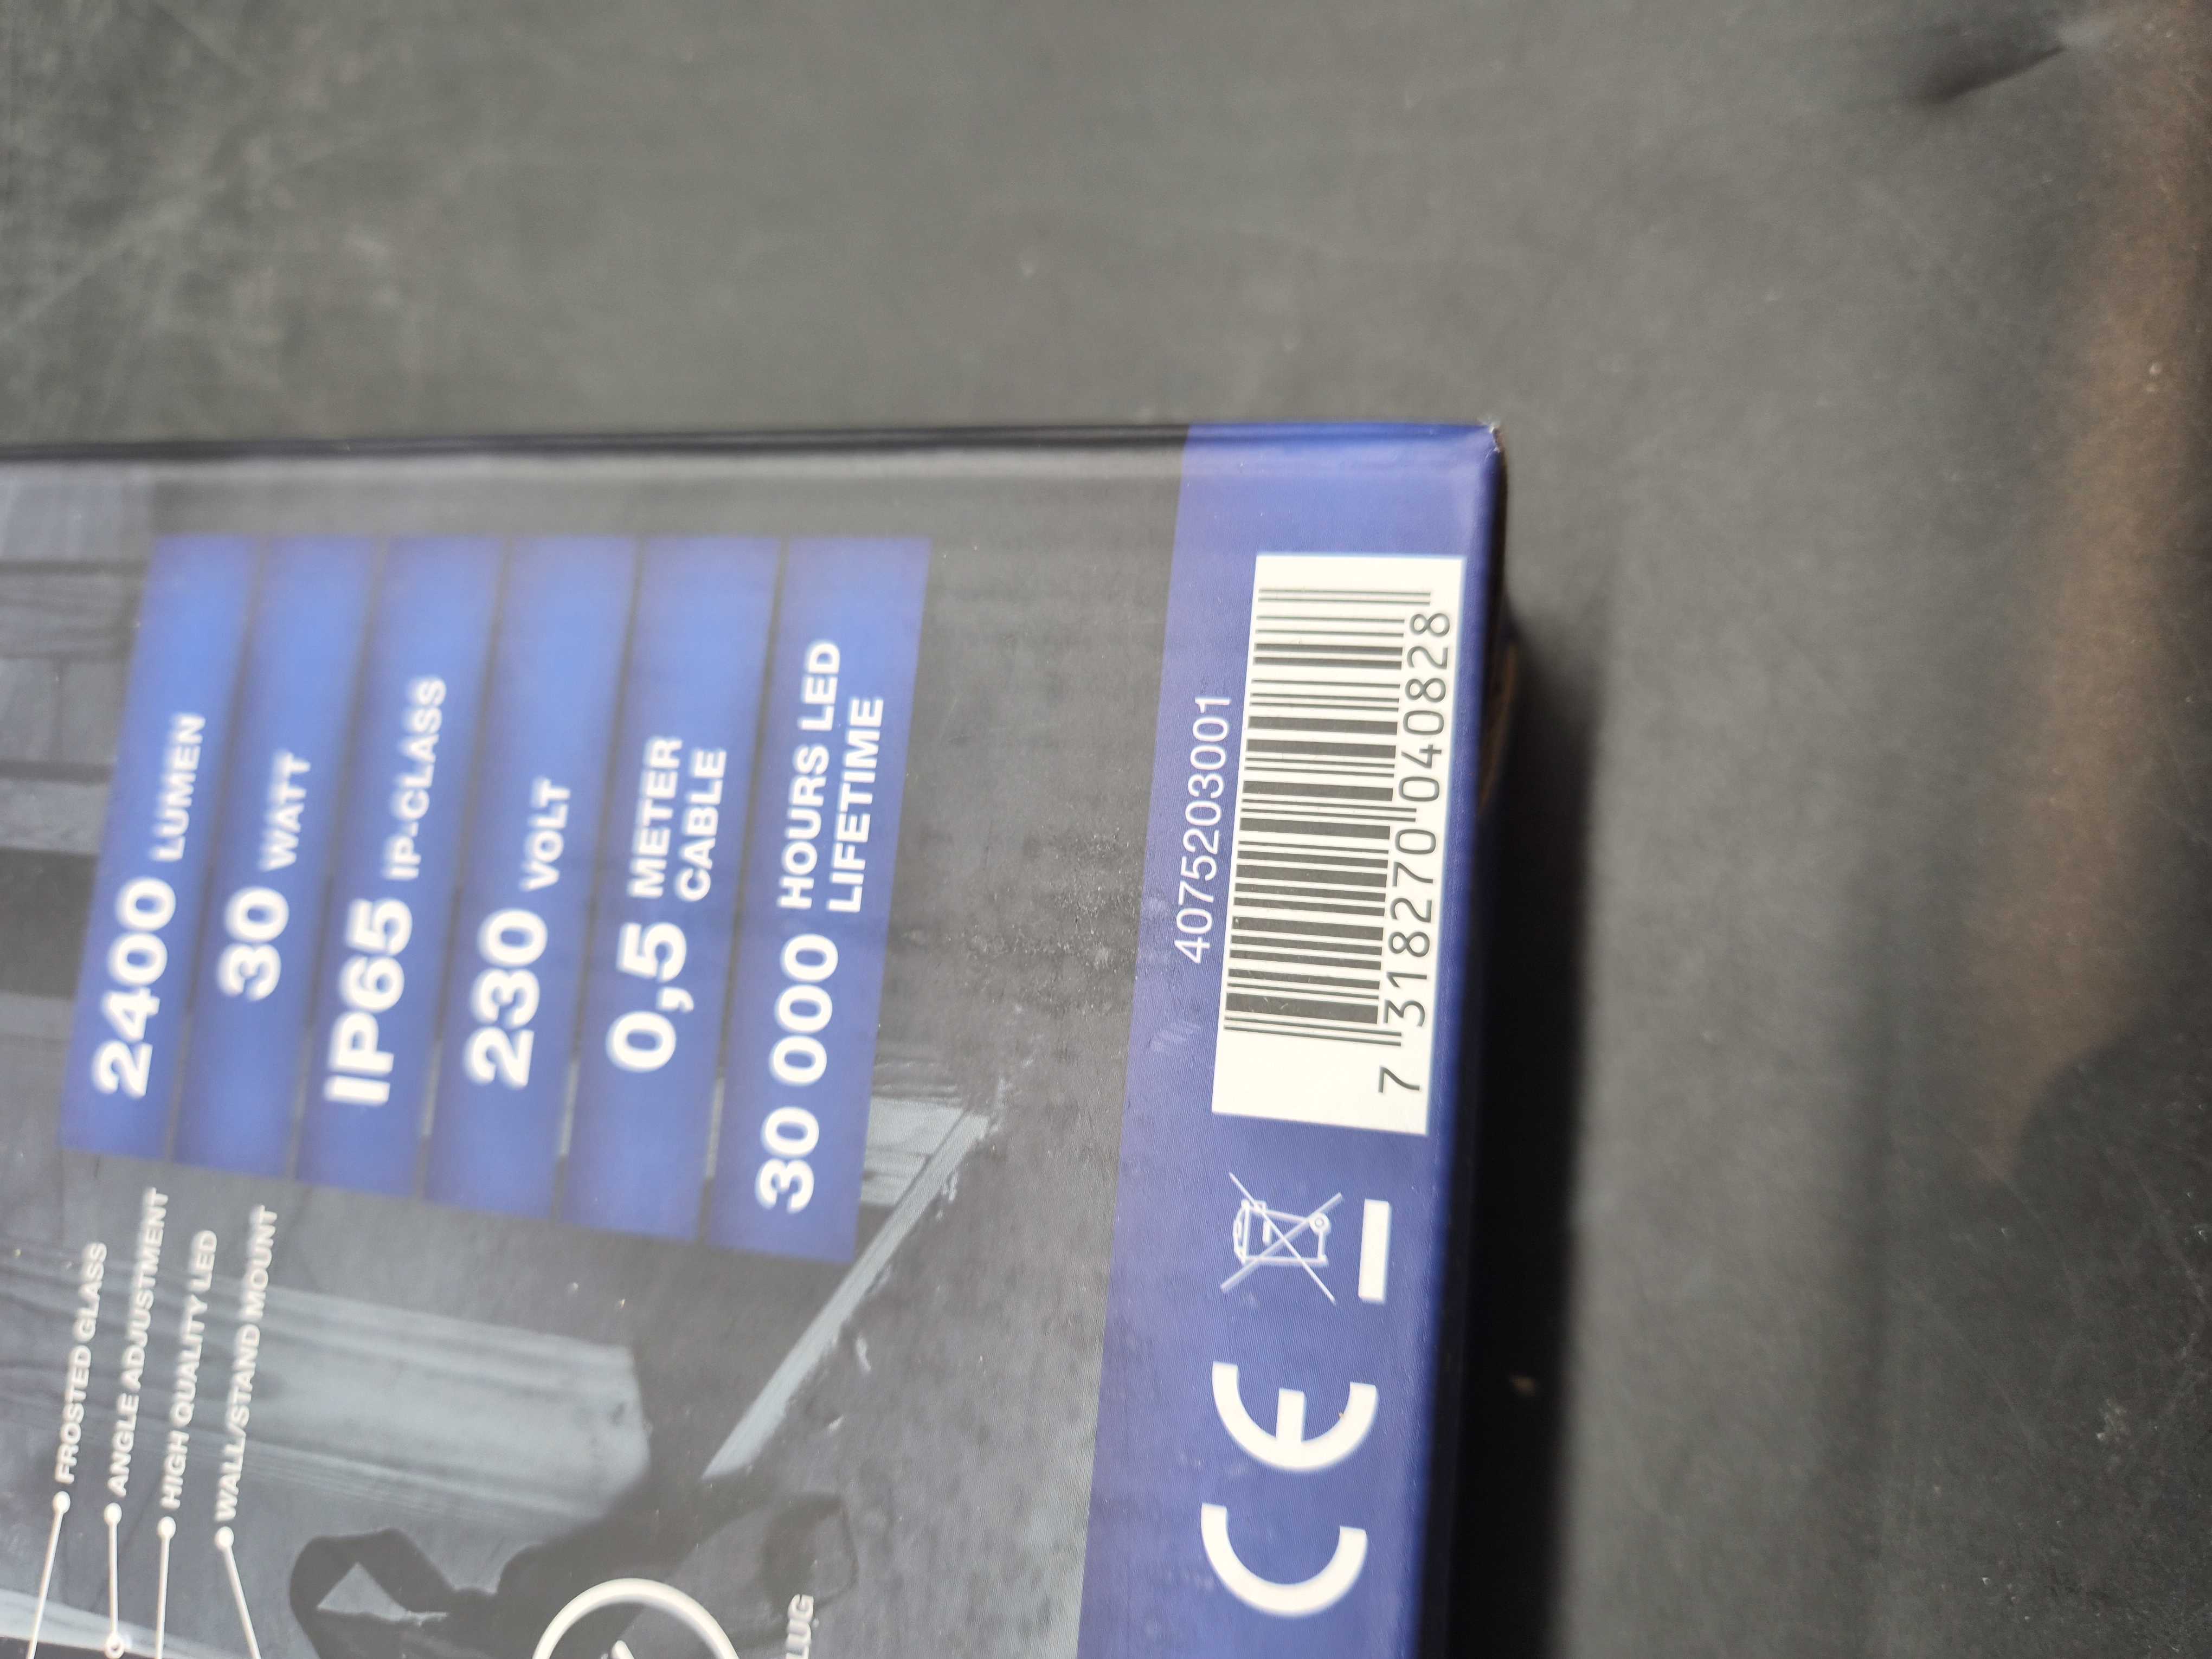 FROSTED GLASS
ANGLE ADJUSTMENT
HIGH QUALITY LED
WALL/STAND MOUNT
2400 LUMEN
30 WATT
IP65 IP-CLASS
230 VOLT
0,5 METER
CABLE
30 000 HOURS LED
LIFETIME
4075203001
7 318270 040828
CE